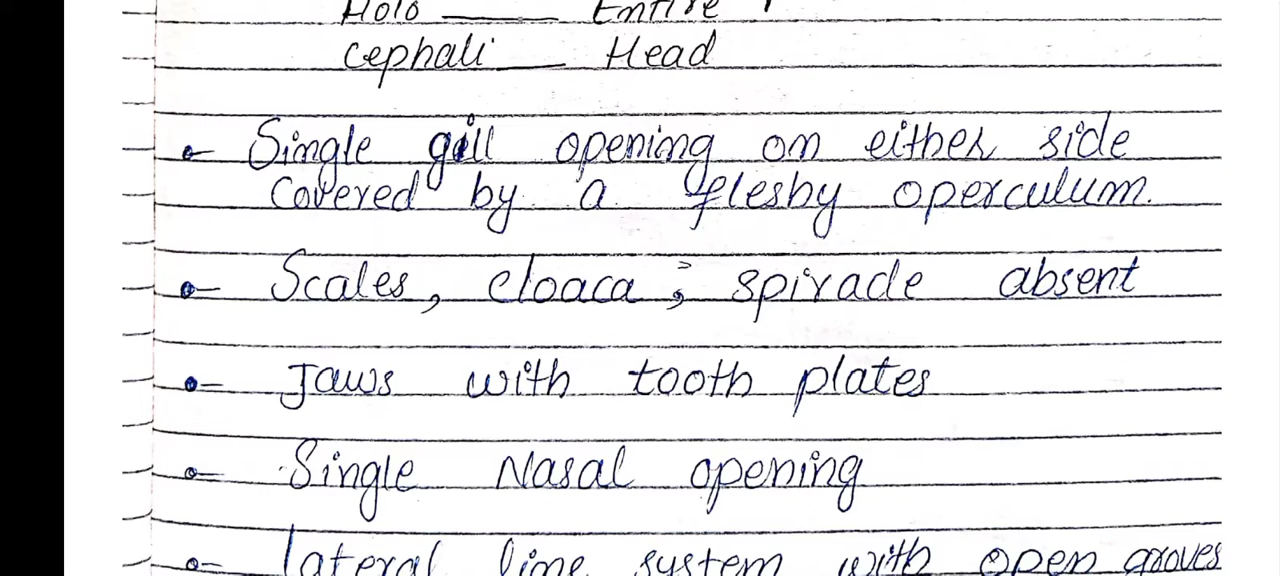 Holo — Entire
Cephali — Head
Single gill opening on either side
covered by a fleshy operculum.
Scales, cloaca ; spiracle absent
Jaws with tooth plates
Single Nasal opening
lateral line system with open groves